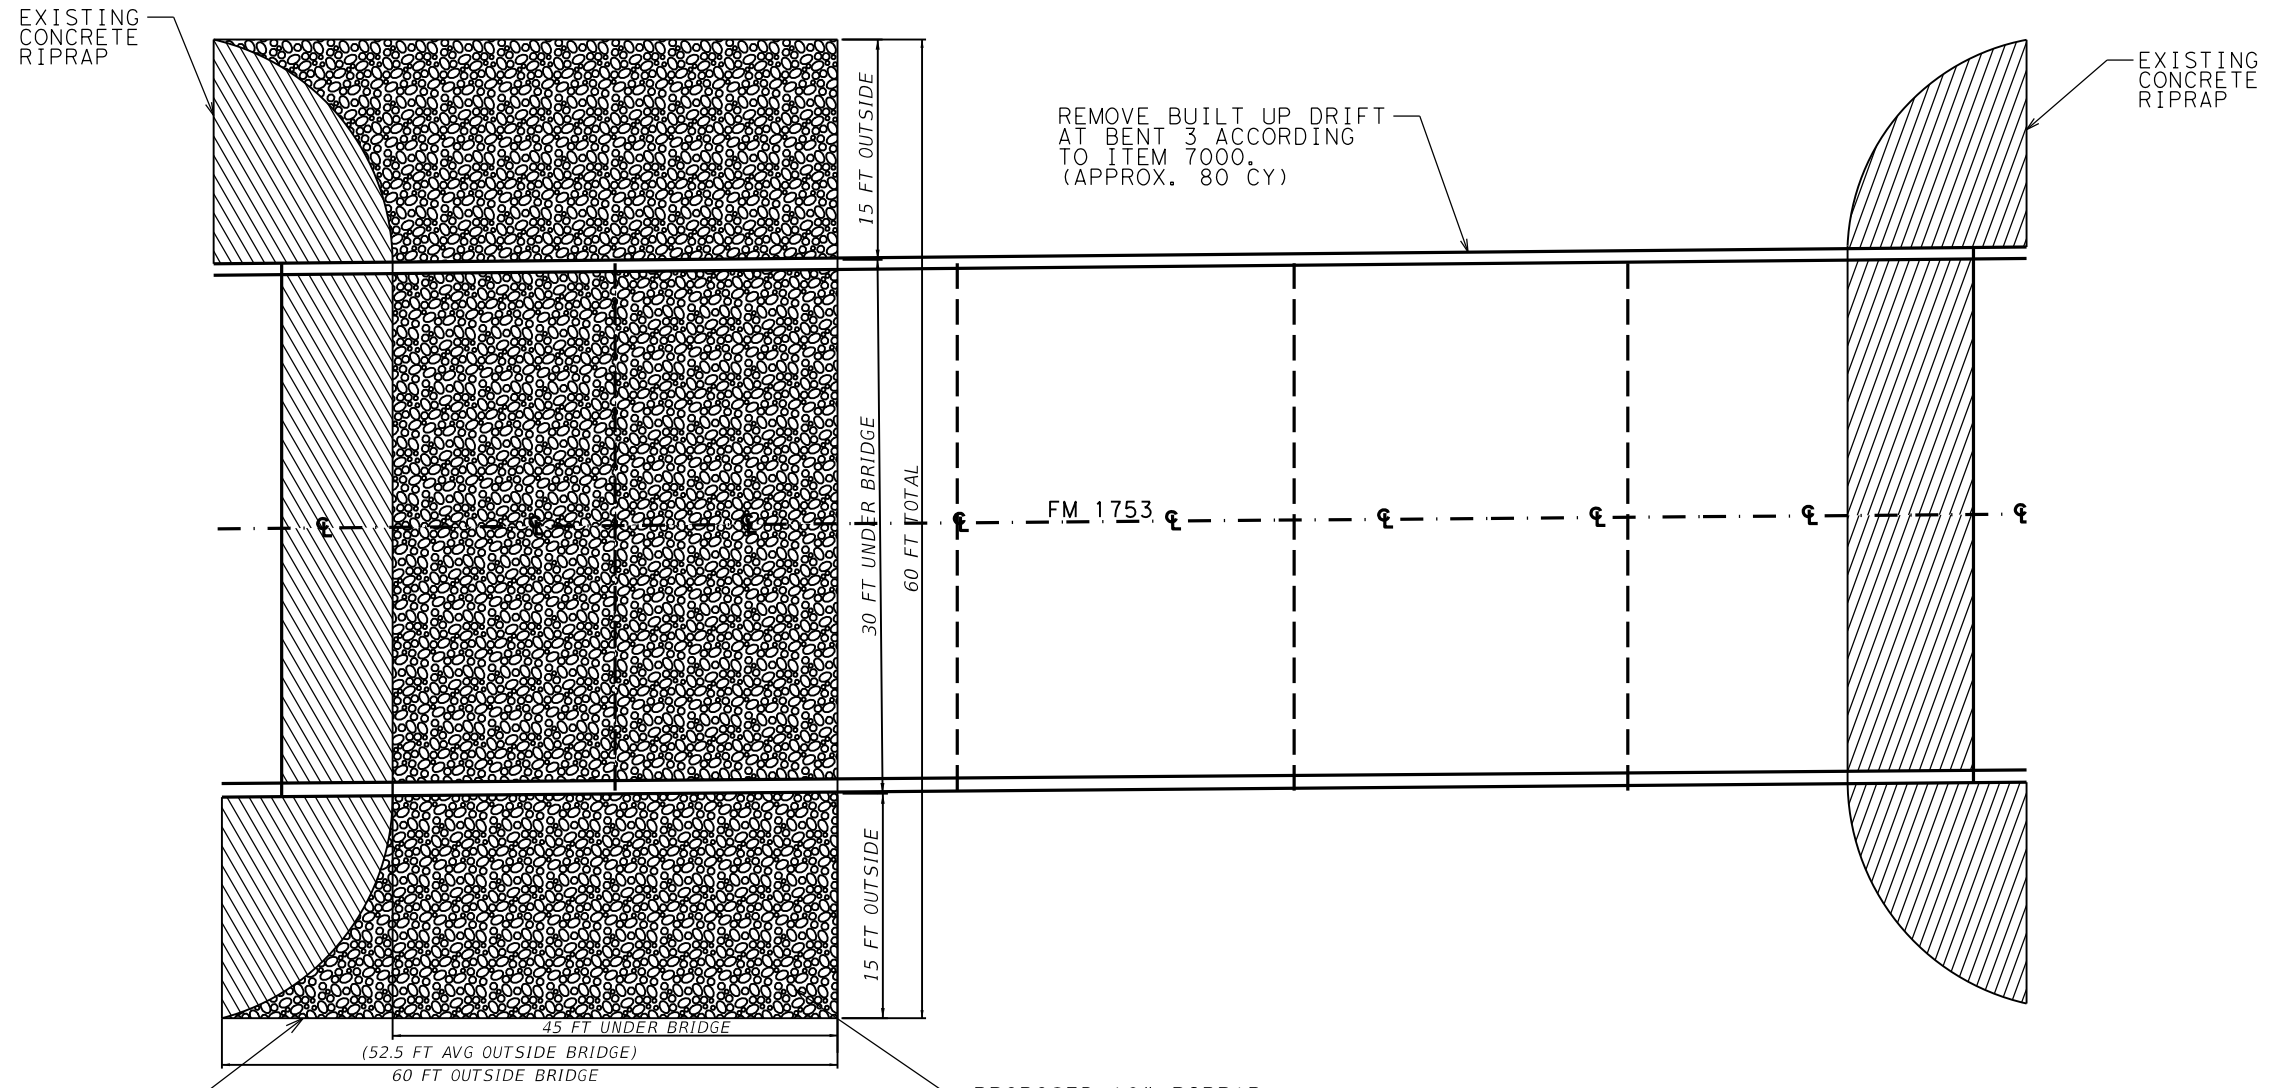 EXISTING
CONCRETE
RIPRAP
15 FT OUTSIDE
REMOVE BUILT UP DRIFT
AT BENT 3 ACCORDING
TO ITEM 7000.
(APPROX. 80 CY)
EXISTING
CONCRETE
RIPRAP
30 FT UNDER BRIDGE
60 FT TOTAL
FM 1753
15 FT OUTSIDE
45 FT UNDER BRIDGE
(52.5 FT AVG OUTSIDE BRIDGE)
60 FT OUTSIDE BRIDGE